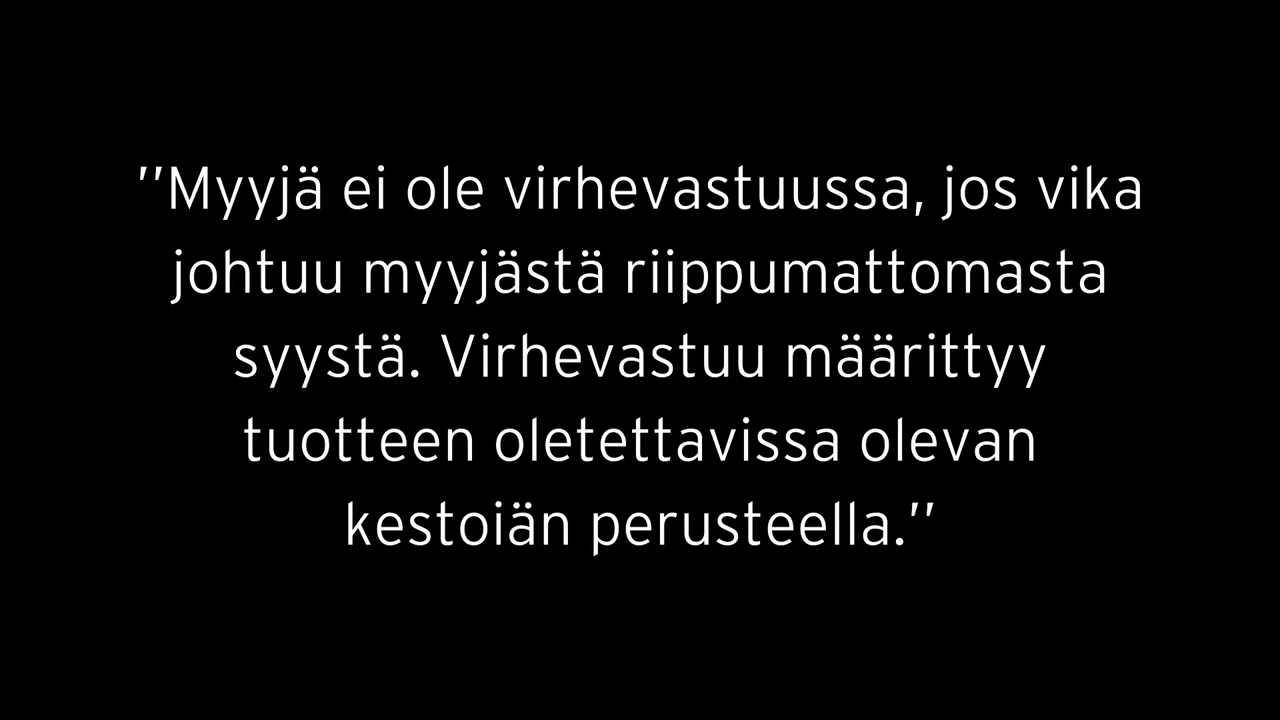 ”Myyjä ei ole virhevastuussa, jos vika
johtuu myyjästä riippumattomasta
syystä. Virhevastuu määrittyy
tuotteen oletettavissa olevan
kestoiän perusteella.”